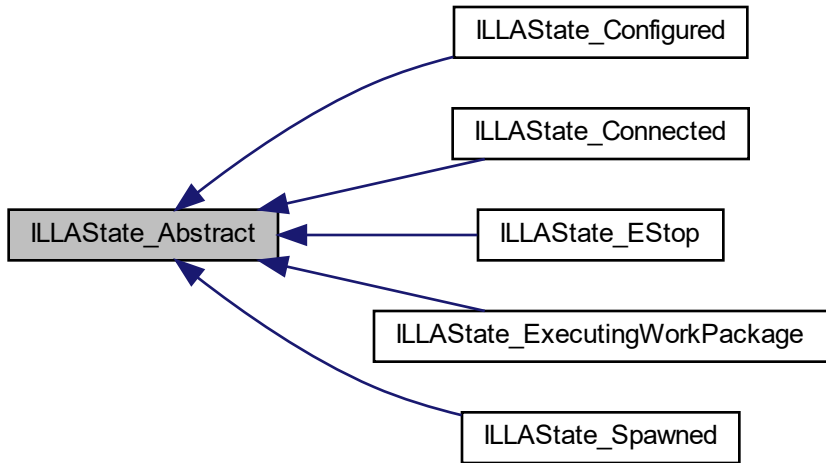 ILLAState_Configured
ILLAState_Connected
ILLAState_Abstract
ILLAState_EStop
ILLAState_ExecutingWorkPackage
ILLAState_Spawned